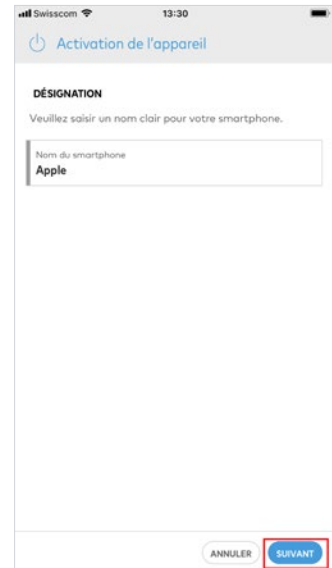 Swisscom 13:30
Activation de l'appareil
DÉSIGNATION
Veuillez saisir un nom clair pour votre smartphone.
Nom du smartphone
Apple
ANNULER SUIVANT